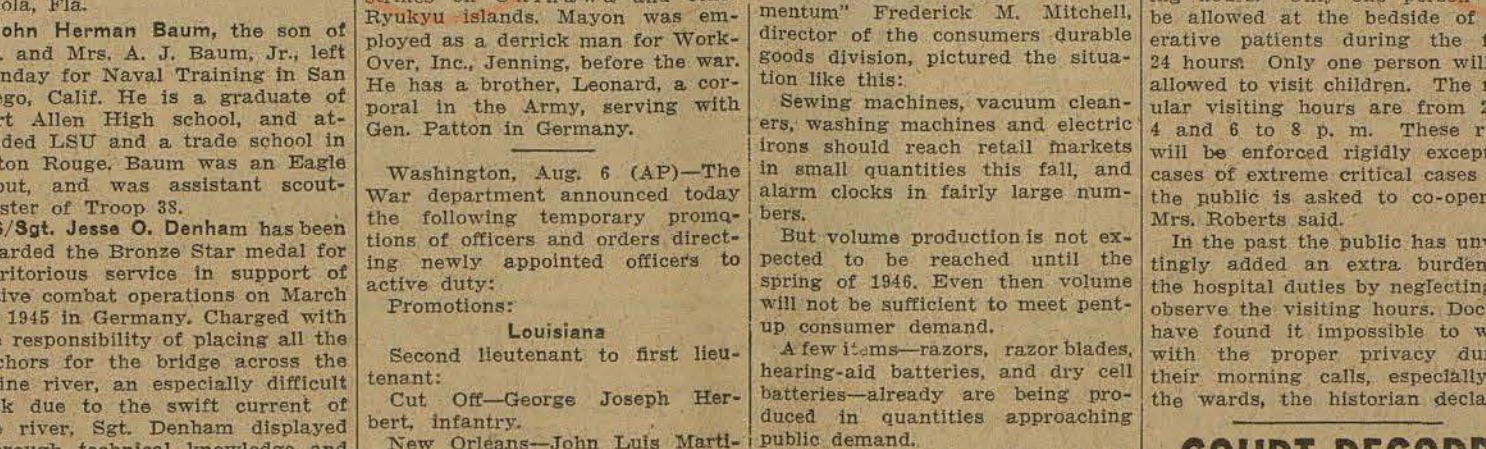 ola, Fla.
ohn Herman Baum, the son of
. and Mrs. A. J. Baum, Jr., left
nday for Naval Training in San
ego, Calif. He is a graduate of
rt Allen High school, and at-
ded LSU and a trade school in
ton Rouge. Baum was an Eagle
out, and was assistant scout-
ster of Troop 38.
S/Sgt. Jesse O. Denham has been
arded the Bronze Star medal for
ritorious service in support of
ive combat operations on March
1945 in Germany. Charged with
e responsibility of placing all the
chors for the bridge across the
ine river, an especially difficult
k due to the swift current of
river, Sgt. Denham displayed
rough technical knowledge and
Ryukyu islands. Mayon was em-
ployed as a derrick man for Work-
Over, Inc., Jenning, before the war.
He has a brother, Leonard, a cor-
poral in the Army, serving with
Gen. Patton in Germany.
Washington, Aug. 6 (AP)—The
War department announced today
the following temporary promo-
tions of officers and orders direct-
ing newly appointed officers to
active duty:
Promotions:
Louisiana
Second lieutenant to first lieu-
tenant:
Cut Off—George Joseph Her-
bert, infantry.
New Orleans—John Luis Marti-
mentum" Frederick M. Mitchell,
director of the consumers durable
goods division, pictured the situa-
tion like this:
Sewing machines, vacuum clean-
ers, washing machines and electric
irons should reach retail markets
in small quantities this fall, and
alarm clocks in fairly large num-
bers.
But volume production is not ex-
pected to be reached until the
spring of 1946. Even then volume
will not be sufficient to meet pent-
up consumer demand.
A few items—razors, razor blades,
hearing-aid batteries, and dry cell
batteries—already are being pro-
duced in quantities approaching
public demand.
be allowed at the bedside of
erative patients during the f
24 hours. Only one person will
allowed to visit children. The r
ular visiting hours are from 2
4 and 6 to 8 p. m. These r
will be enforced rigidly except
cases of extreme critical cases
the public is asked to co-oper
Mrs. Roberts said.
In the past the public has unw
tingly added an extra burden
the hospital duties by neglecting
observe the visiting hours. Doc
have found it impossible to w
with the proper privacy du
their morning calls, especially
the wards, the historian decla
COURT RECORD